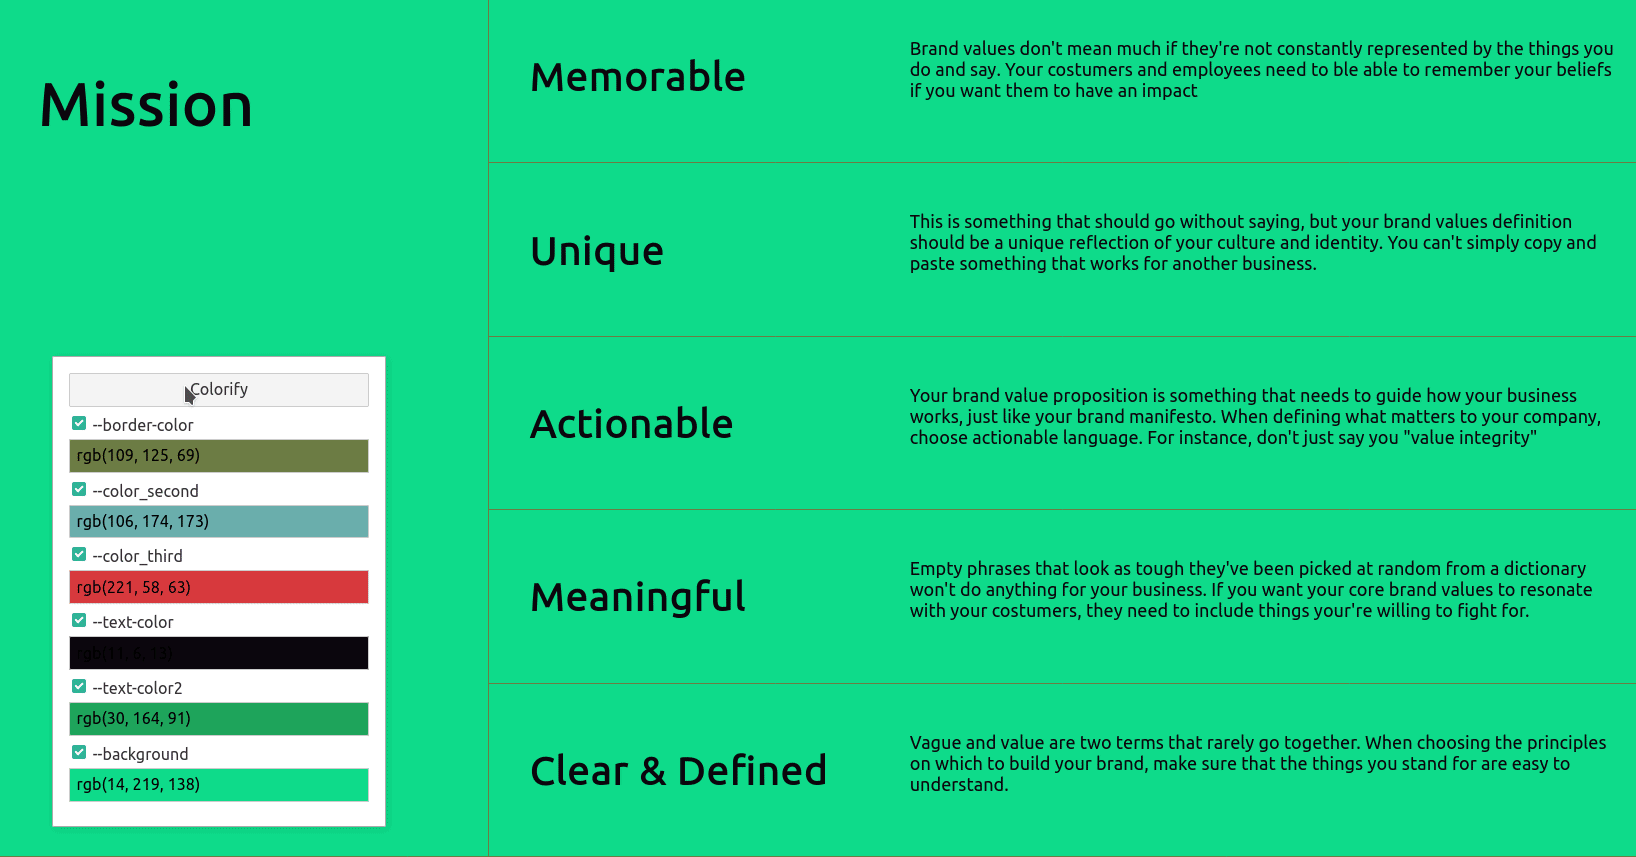 Mission
Memorable
Brand values don't mean much if they're not constantly represented by the things you
do and say. Your costumers and employees need to ble able to remember your beliefs
if you want them to have an impact
Unique
This is something that should go without saying, but your brand values definition
should be a unique reflection of your culture and identity. You can't simply copy and
paste something that works for another business.
Actionable
Your brand value proposition is something that needs to guide how your business
works, just like your brand manifesto. When defining what matters to your company,
choose actionable language. For instance, don't just say you "value integrity"
Meaningful
Empty phrases that look as tough they've been picked at random from a dictionary
won't do anything for your business. If you want your core brand values to resonate
with your costumers, they need to include things your're willing to fight for.
Clear & Defined
Vague and value are two terms that rarely go together. When choosing the principles
on which to build your brand, make sure that the things you stand for are easy to
understand.
Colorify
--border-color
rgb(109, 125, 69)
--color_second
rgb(106, 174, 173)
--color_third
rgb(221, 58, 63)
--text-color
rgb(11, 6, 13)
--text-color2
rgb(30, 164, 91)
--background
rgb(14, 219, 138)